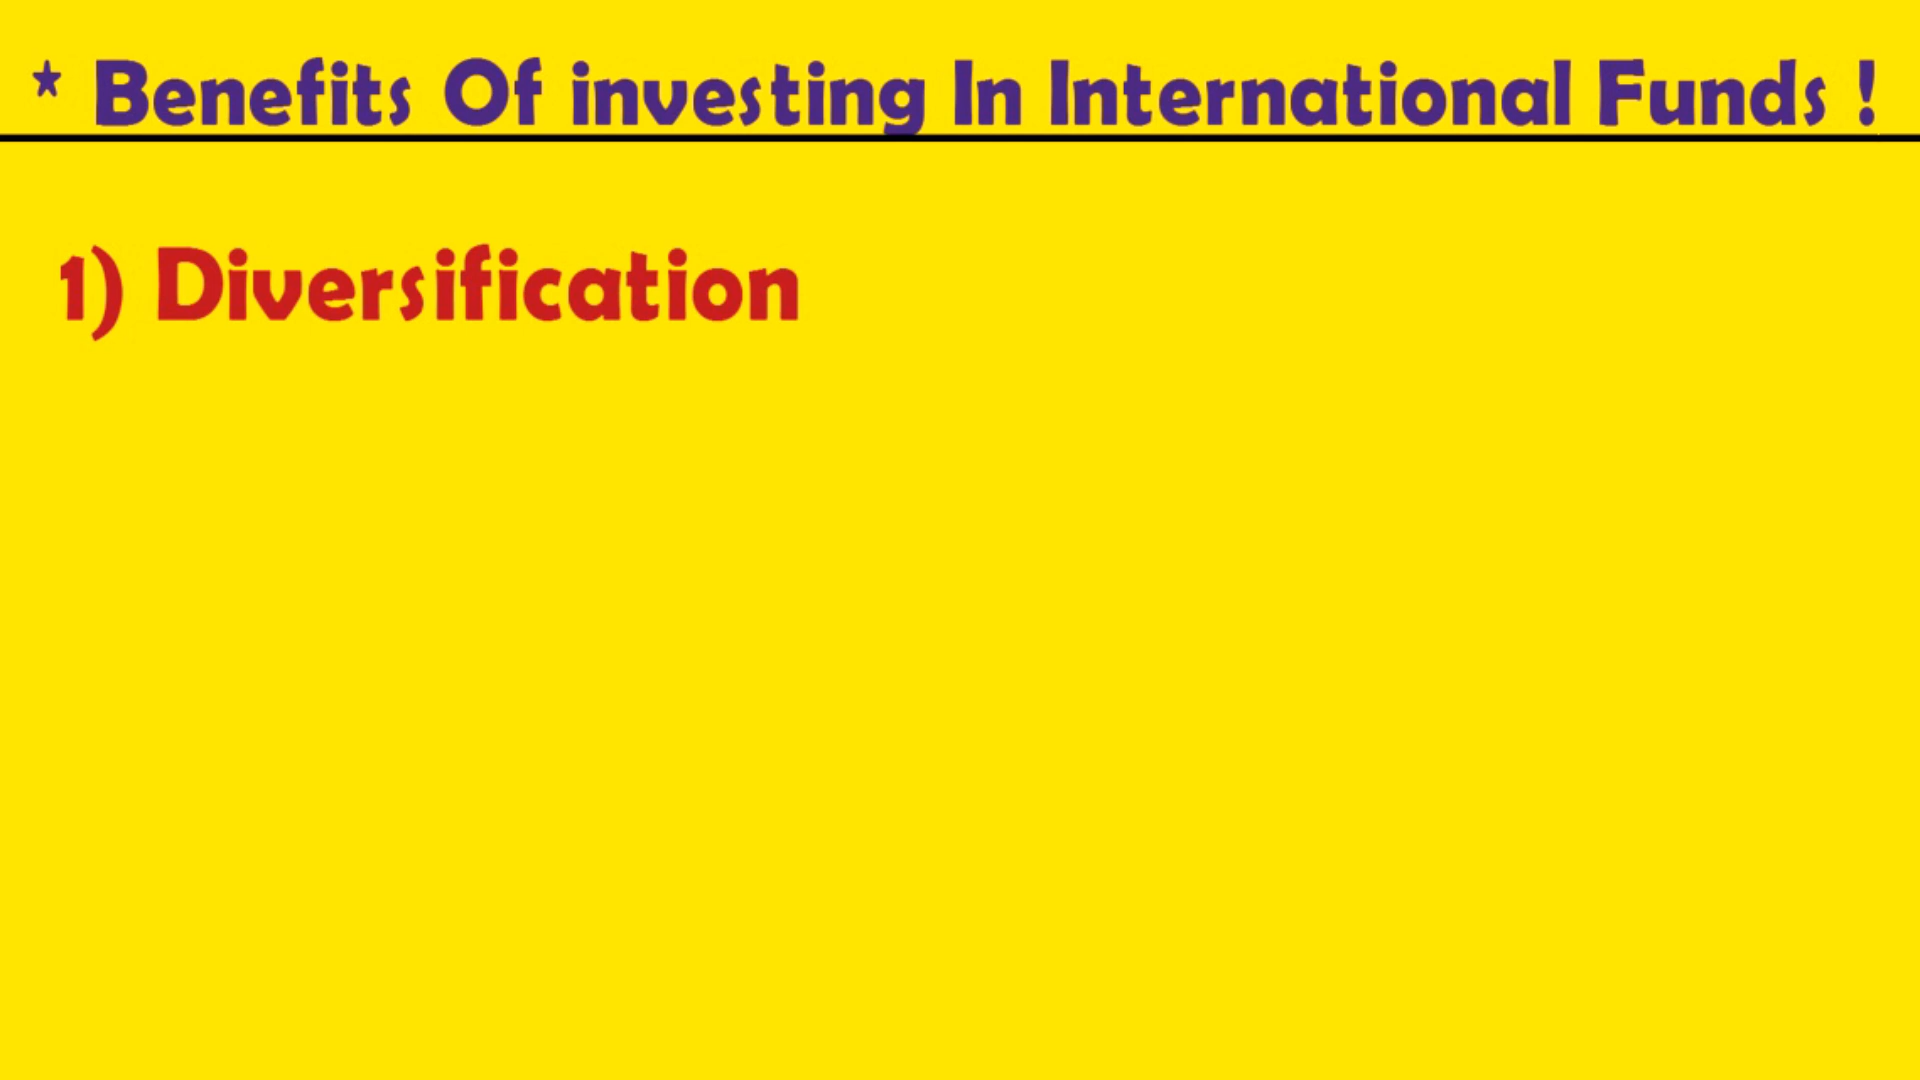 * Benefits Of investing In International Funds !
1) Diversification